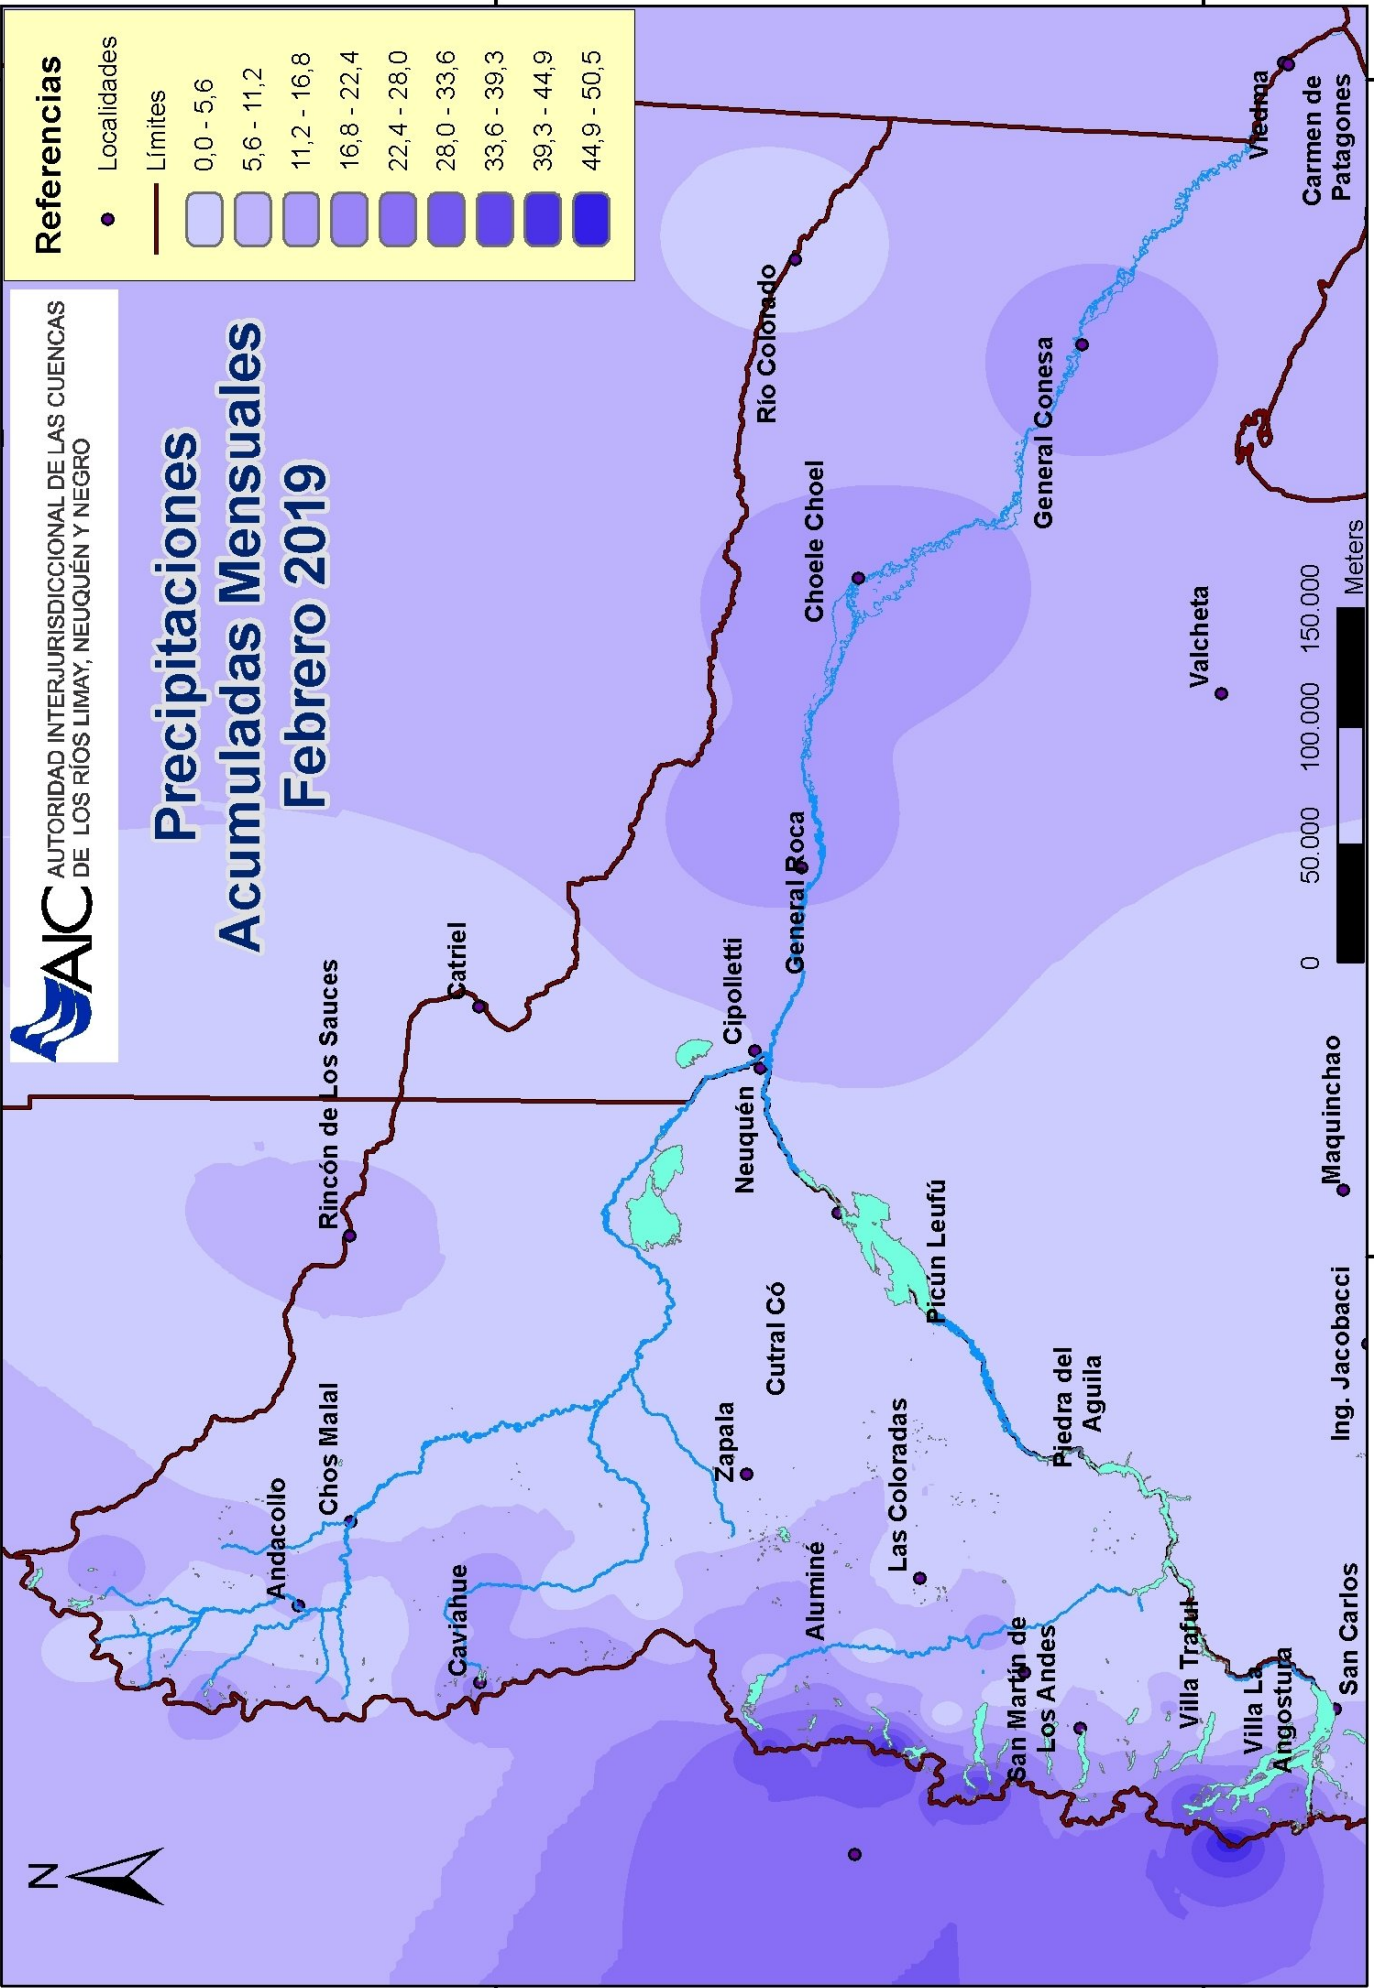 AIC
AUTORIDAD INTERJURISDICCIONAL DE LAS CUENCAS
DE LOS RÍOS LIMAY, NEUQUÉN Y NEGRO
Precipitaciones
Acumuladas Mensuales
Febrero 2019
Referencias
Localidades
Límites
0,0 - 5,6
5,6 - 11,2
11,2 - 16,8
16,8 - 22,4
22,4 - 28,0
28,0 - 33,6
33,6 - 39,3
39,3 - 44,9
44,9 - 50,5
N
Andacollo
Chos Malal
Rincón de Los Sauces
Catriel
Caviahue
Zapala
Cutral Có
Neuquén
Cipolletti
General Roca
Choele Choel
Río Colorado
Aluminé
Las Coloradas
Picún Leufú
General Conesa
San Martín de
Los Andes
Piedra del
Aguila
Villa Traful
Valcheta
Viedma
Villa La
Angostura
Carmen de
Patagones
San Carlos
Ing. Jacobacci
Maquinchao
0
50.000
100.000
150.000
Meters